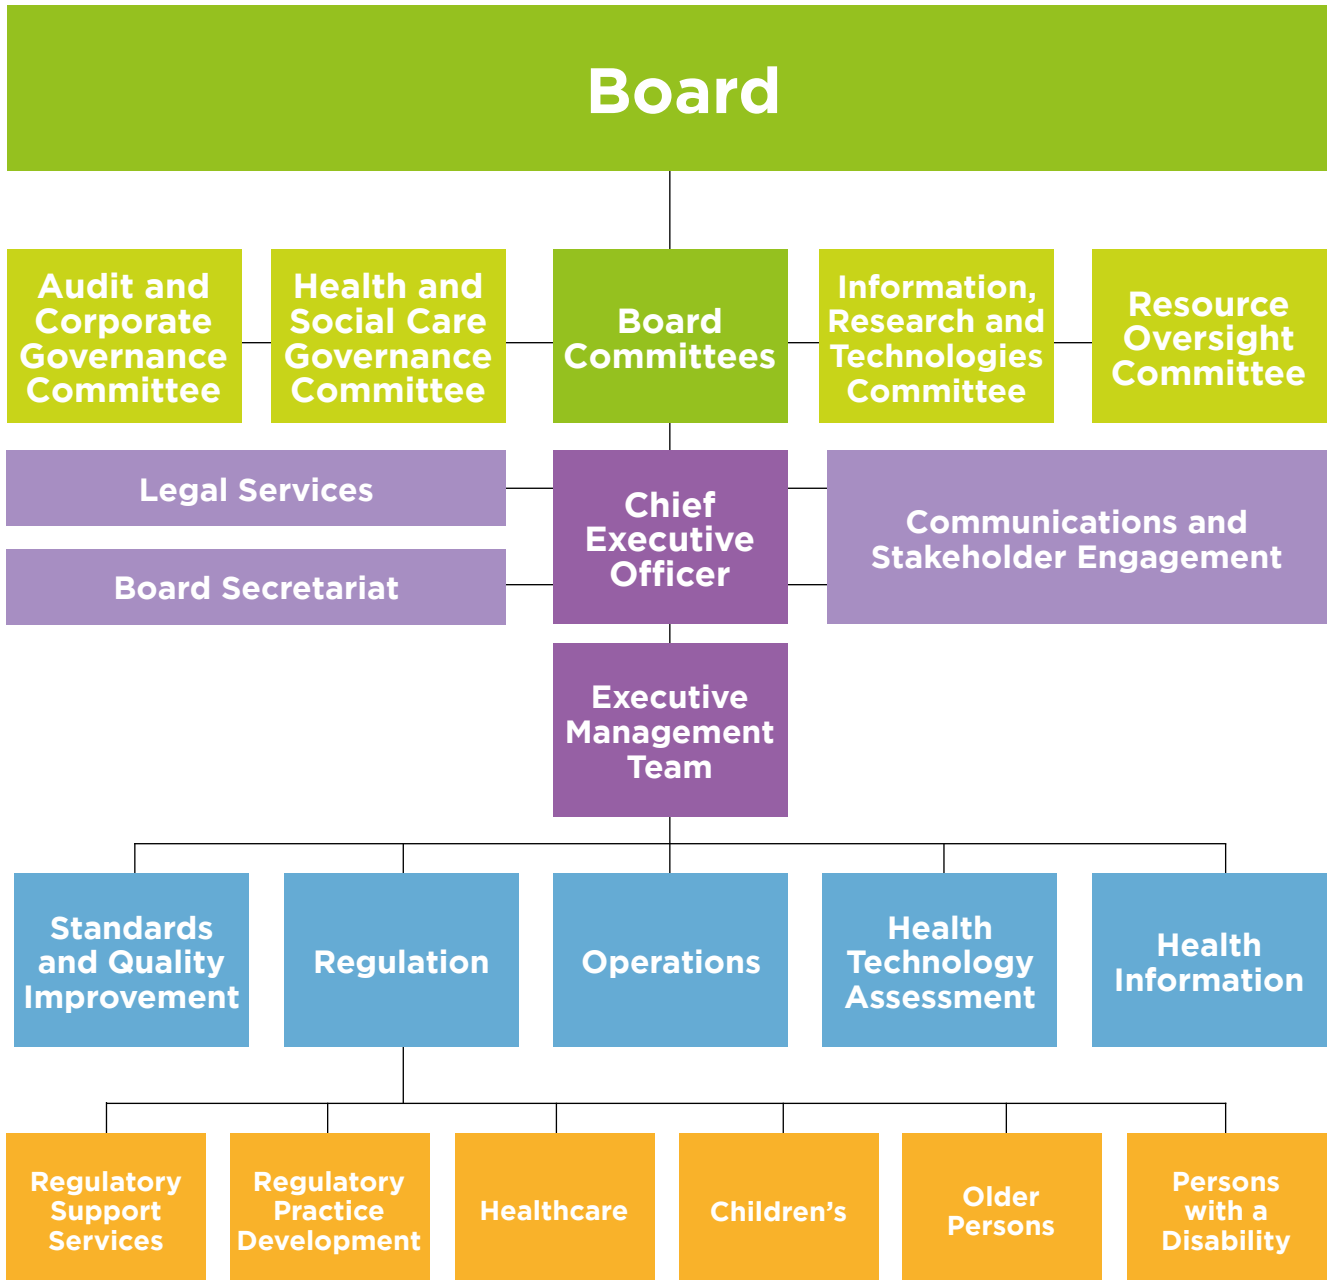 Board
Audit and
Corporate
Governance
Committee
Health and
Social Care
Governance
Committee
Board
Committees
Information,
Research and
Technologies
Committee
Resource
Oversight
Committee
Legal Services
Board Secretariat
Chief
Executive
Officer
Communications and
Stakeholder Engagement
Executive
Management
Team
Standards
and Quality
Improvement
Regulation
Operations
Health
Technology
Assessment
Health
Information
Regulatory
Support
Services
Regulatory
Practice
Development
Healthcare
Children's
Older
Persons
Persons
with a
Disability